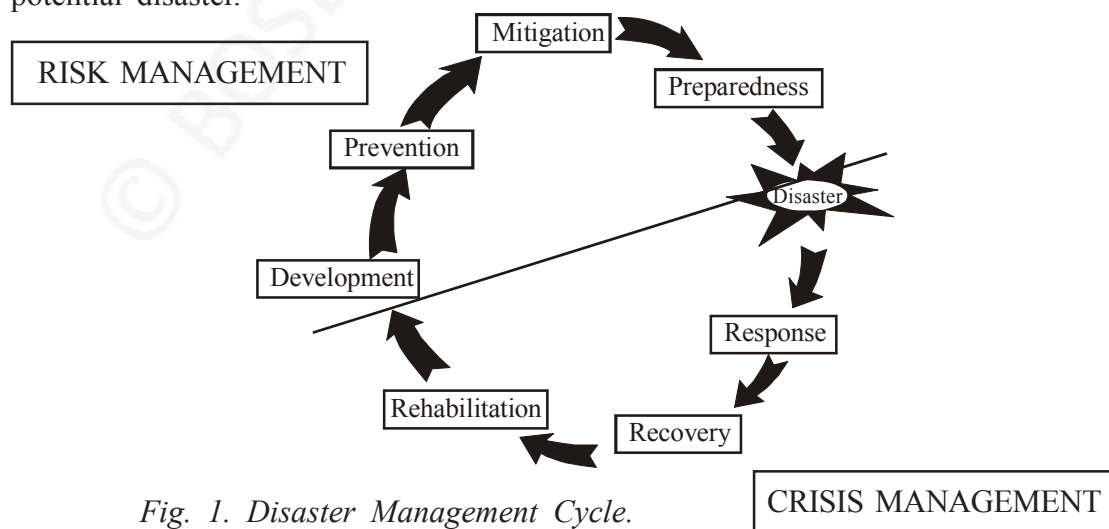 potential disaster.
Mitigation
RISK MANAGEMENT
Preparedness
Prevention
Disaster
Development
Response
Rehabilitation
Recovery
CRISIS MANAGEMENT
Fig. 1. Disaster Management Cycle.
© BOSE